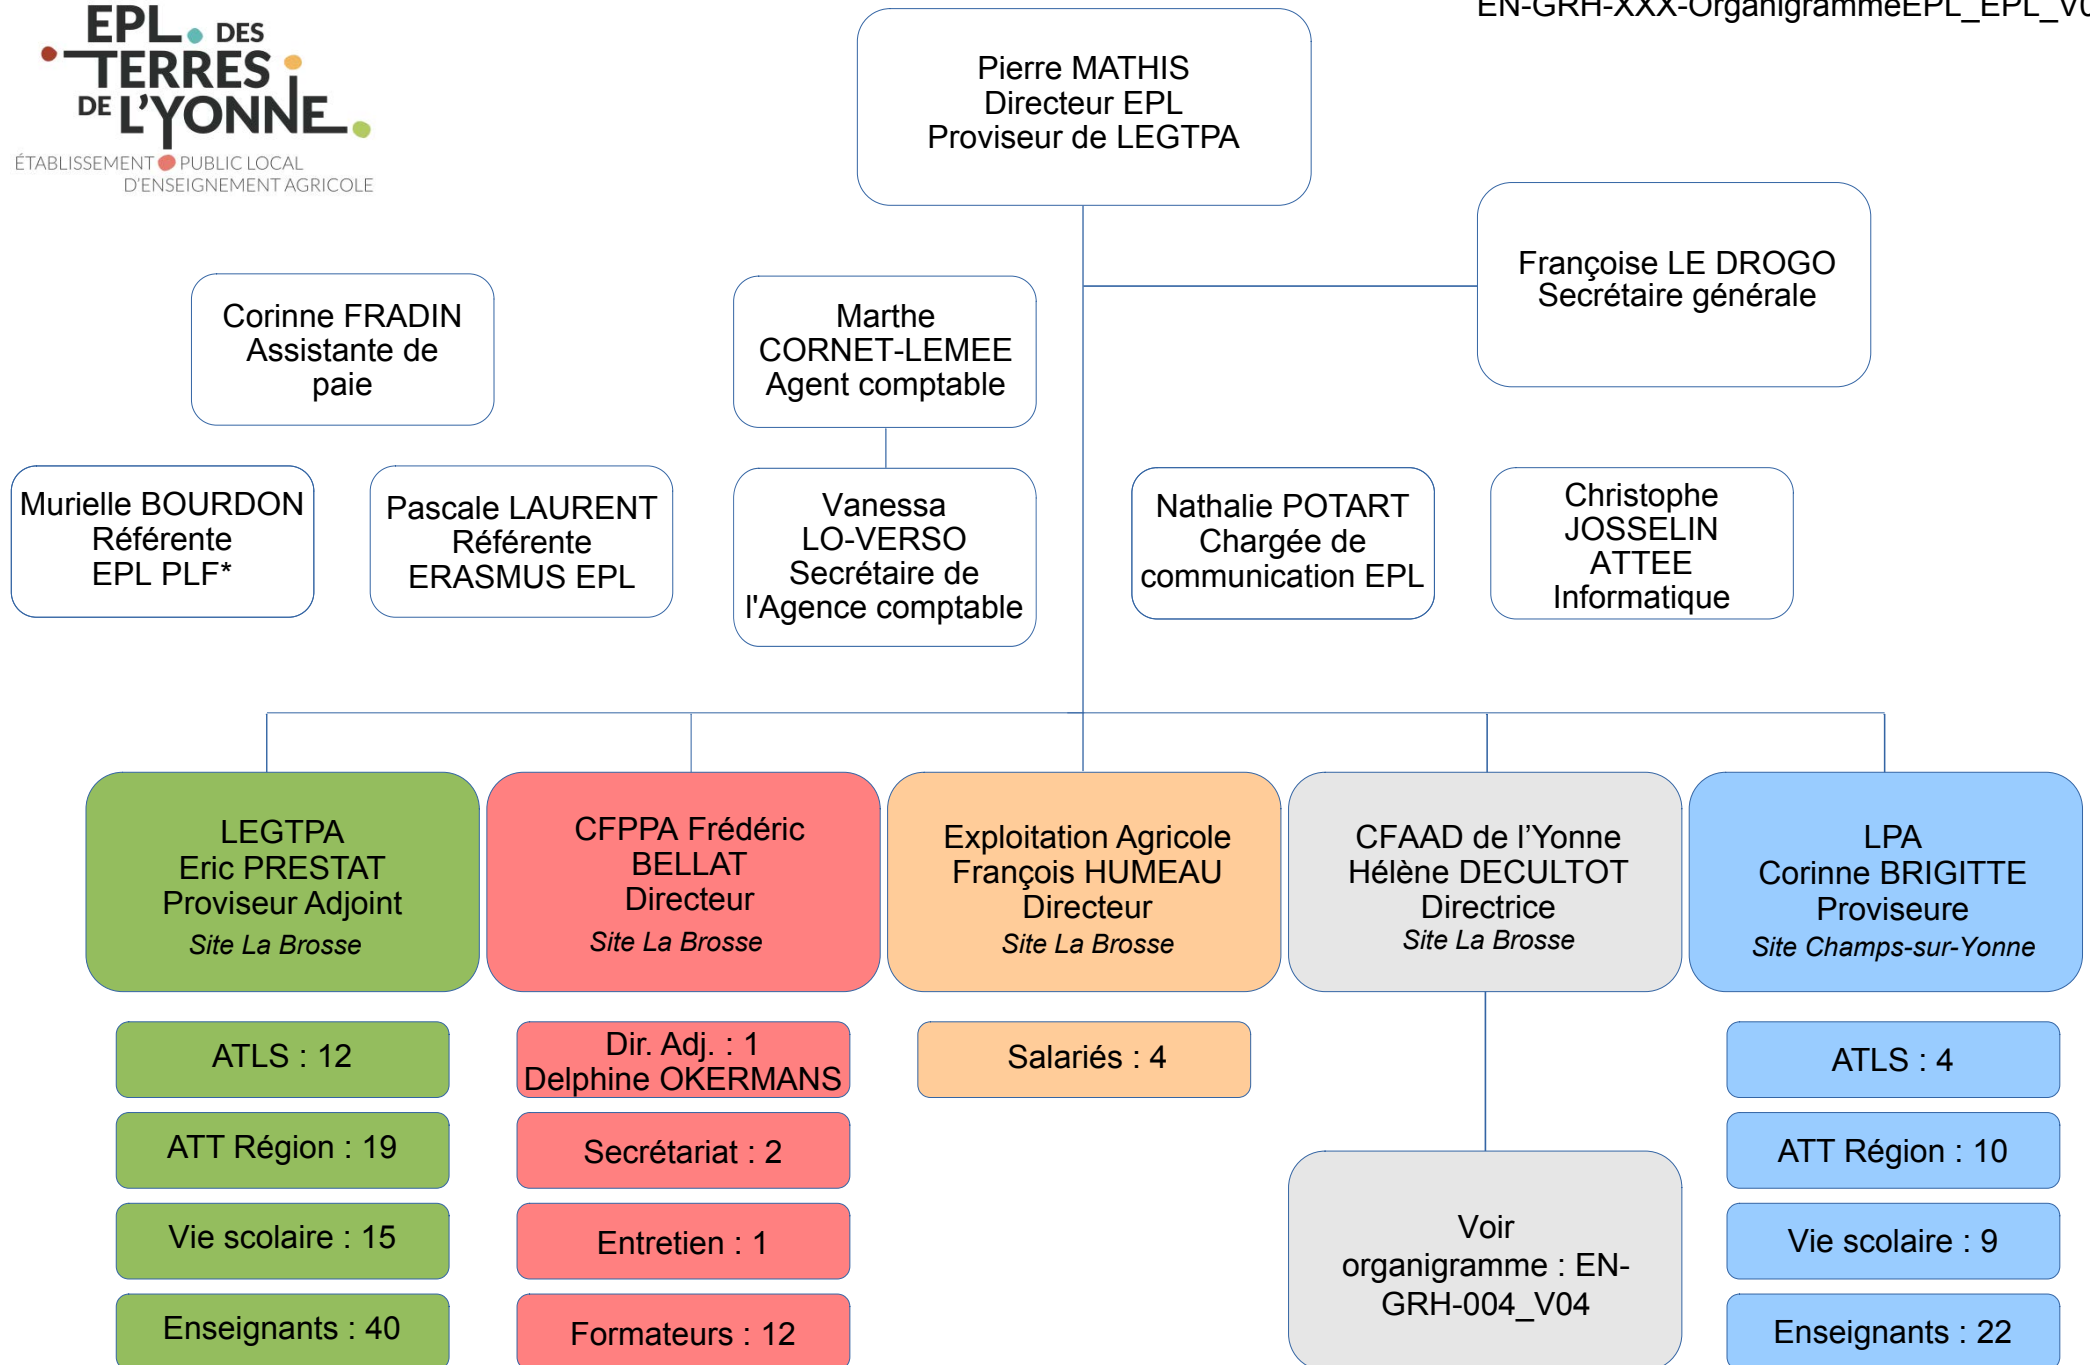 EPL DES
TERRES
DE L'YONNE
ÉTABLISSEMENT PUBLIC LOCAL
D'ENSEIGNEMENT AGRICOLE
EN-GRH-XXX-OrganigrammeEPL_EPL_V0
Pierre MATHIS
Directeur EPL
Proviseur de LEGTPA
Françoise LE DROGO
Secrétaire générale
Corinne FRADIN
Assistante de
paie
Marthe
CORNET-LEMEE
Agent comptable
Murielle BOURDON
Référente
EPL PLF*
Pascale LAURENT
Référente
ERASMUS EPL
Vanessa
LO-VERSO
Secrétaire de
l'Agence comptable
Nathalie POTART
Chargée de
communication EPL
Christophe
JOSSELIN
ATTEE
Informatique
LEGTPA
Eric PRESTAT
Proviseur Adjoint
Site La Brosse
CFPPA Frédéric
BELLAT
Directeur
Site La Brosse
Exploitation Agricole
François HUMEAU
Directeur
Site La Brosse
CFAAD de l’Yonne
Hélène DECULTOT
Directrice
Site La Brosse
LPA
Corinne BRIGITTE
Proviseure
Site Champs-sur-Yonne
ATLS : 12
ATT Région : 19
Vie scolaire : 15
Enseignants : 40
Dir. Adj. : 1
Delphine OKERMANS
Secrétariat : 2
Entretien : 1
Formateurs : 12
Salariés : 4
Voir
organigramme : EN-
GRH-004_V04
ATLS : 4
ATT Région : 10
Vie scolaire : 9
Enseignants : 22